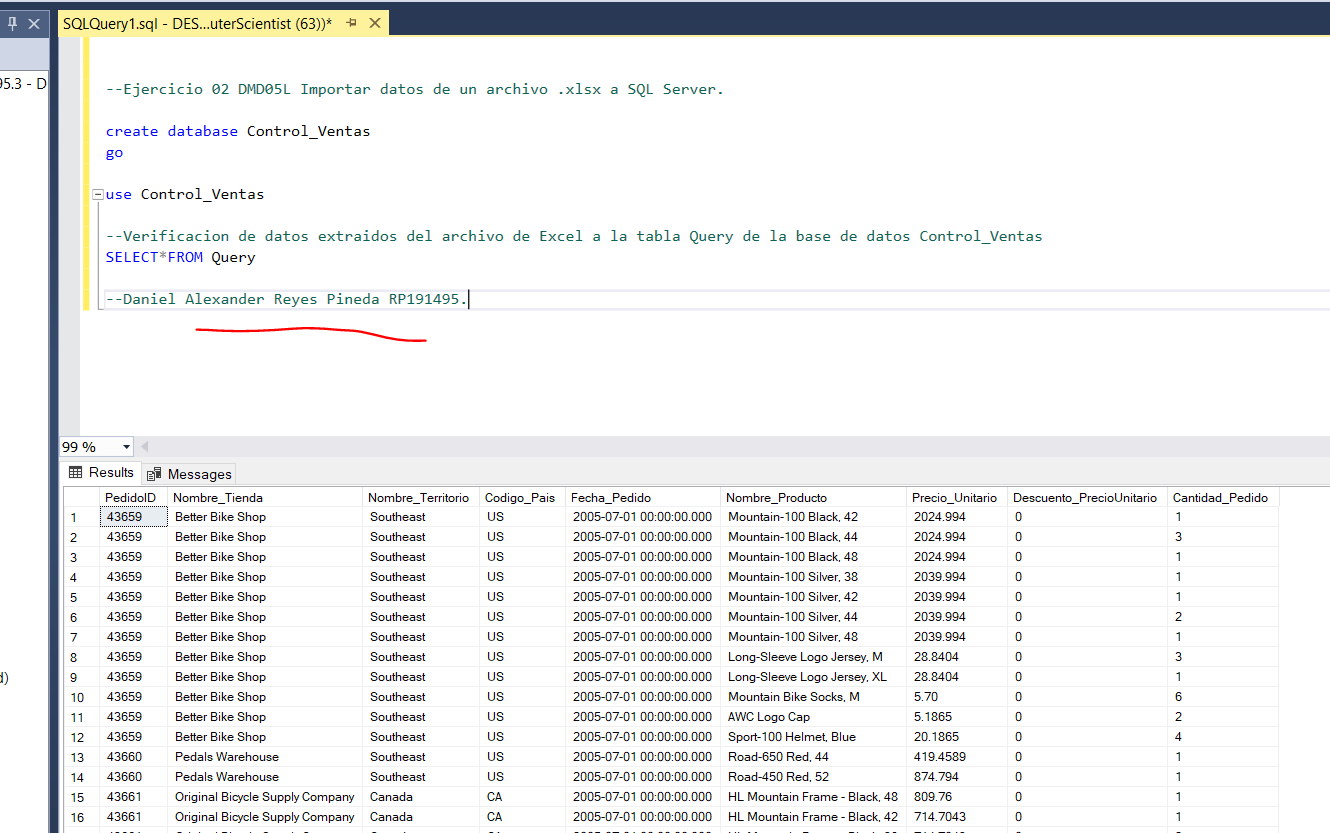 SQLQuery1.sql - DES...uterScientist (63))*
95.3 - D
--Ejercicio 02 DMD05L Importar datos de un archivo .xlsx a SQL Server.
create database Control_Ventas
go
use Control_Ventas
--Verificacion de datos extraidos del archivo de Excel a la tabla Query de la base de datos Control_Ventas
SELECT*FROM Query
--Daniel Alexander Reyes Pineda RP191495.
99 %
Results Messages
PedidoID Nombre_Tienda Nombre_Territorio Codigo_Pais Fecha_Pedido Nombre_Producto Precio_Unitario Descuento_PrecioUnitario Cantidad_Pedido
1 43659 Better Bike Shop Southeast US 2005-07-01 00:00:00.000 Mountain-100 Black, 42 2024.994 0 1
2 43659 Better Bike Shop Southeast US 2005-07-01 00:00:00.000 Mountain-100 Black, 44 2024.994 0 3
3 43659 Better Bike Shop Southeast US 2005-07-01 00:00:00.000 Mountain-100 Black, 48 2024.994 0 1
4 43659 Better Bike Shop Southeast US 2005-07-01 00:00:00.000 Mountain-100 Silver, 38 2039.994 0 1
5 43659 Better Bike Shop Southeast US 2005-07-01 00:00:00.000 Mountain-100 Silver, 42 2039.994 0 1
6 43659 Better Bike Shop Southeast US 2005-07-01 00:00:00.000 Mountain-100 Silver, 44 2039.994 0 2
7 43659 Better Bike Shop Southeast US 2005-07-01 00:00:00.000 Mountain-100 Silver, 48 2039.994 0 1
8 43659 Better Bike Shop Southeast US 2005-07-01 00:00:00.000 Long-Sleeve Logo Jersey, M 28.8404 0 3
d)
9 43659 Better Bike Shop Southeast US 2005-07-01 00:00:00.000 Long-Sleeve Logo Jersey, XL 28.8404 0 1
10 43659 Better Bike Shop Southeast US 2005-07-01 00:00:00.000 Mountain Bike Socks, M 5.70 0 6
11 43659 Better Bike Shop Southeast US 2005-07-01 00:00:00.000 AWC Logo Cap 5.1865 0 2
12 43659 Better Bike Shop Southeast US 2005-07-01 00:00:00.000 Sport-100 Helmet, Blue 20.1865 0 4
13 43660 Pedals Warehouse Southeast US 2005-07-01 00:00:00.000 Road-650 Red, 44 419.4589 0 1
14 43660 Pedals Warehouse Southeast US 2005-07-01 00:00:00.000 Road-450 Red, 52 874.794 0 1
15 43661 Original Bicycle Supply Company Canada CA 2005-07-01 00:00:00.000 HL Mountain Frame - Black, 48 809.76 0 1
16 43661 Original Bicycle Supply Company Canada CA 2005-07-01 00:00:00.000 HL Mountain Frame - Black, 42 714.7043 0 1